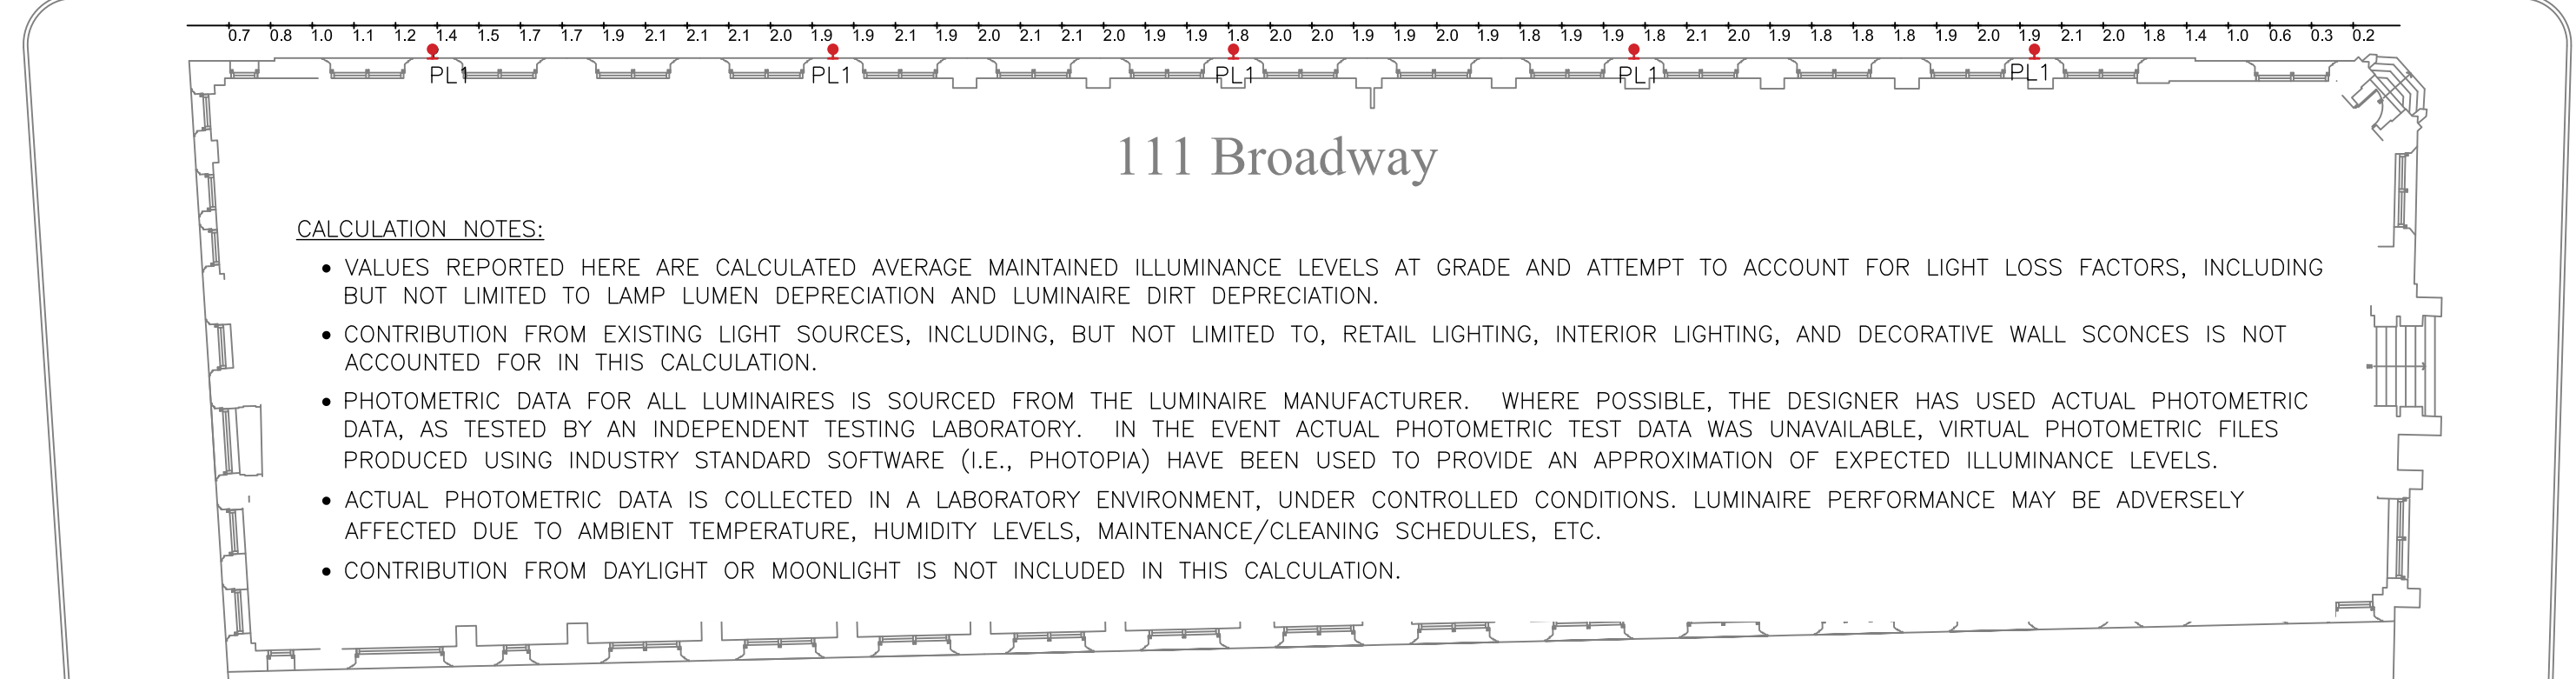 0.7 0.8 1.0 1.1 1.2 1.4 1.5 1.7 1.7 1.9 2.1 2.1 2.1 2.0 1.9 1.9 2.1 1.9 2.0 2.1 2.1 2.0 1.9 1.9 1.8 2.0 2.0 1.9 1.9 2.0 1.9 1.8 1.9 1.9 1.8 2.1 2.0 1.9 1.8 1.8 1.8 1.9 2.0 1.9 2.1 2.0 1.8 1.4 1.0 0.6 0.3 0.2
PL1 PL1 PL1 PL1 PL1
111 Broadway
CALCULATION NOTES:
• VALUES REPORTED HERE ARE CALCULATED AVERAGE MAINTAINED ILLUMINANCE LEVELS AT GRADE AND ATTEMPT TO ACCOUNT FOR LIGHT LOSS FACTORS, INCLUDING
BUT NOT LIMITED TO LAMP LUMEN DEPRECIATION AND LUMINAIRE DIRT DEPRECIATION.
• CONTRIBUTION FROM EXISTING LIGHT SOURCES, INCLUDING, BUT NOT LIMITED TO, RETAIL LIGHTING, INTERIOR LIGHTING, AND DECORATIVE WALL SCONCES IS NOT
ACCOUNTED FOR IN THIS CALCULATION.
• PHOTOMETRIC DATA FOR ALL LUMINAIRES IS SOURCED FROM THE LUMINAIRE MANUFACTURER. WHERE POSSIBLE, THE DESIGNER HAS USED ACTUAL PHOTOMETRIC
DATA, AS TESTED BY AN INDEPENDENT TESTING LABORATORY. IN THE EVENT ACTUAL PHOTOMETRIC TEST DATA WAS UNAVAILABLE, VIRTUAL PHOTOMETRIC FILES
PRODUCED USING INDUSTRY STANDARD SOFTWARE (I.E., PHOTOPIA) HAVE BEEN USED TO PROVIDE AN APPROXIMATION OF EXPECTED ILLUMINANCE LEVELS.
• ACTUAL PHOTOMETRIC DATA IS COLLECTED IN A LABORATORY ENVIRONMENT, UNDER CONTROLLED CONDITIONS. LUMINAIRE PERFORMANCE MAY BE ADVERSELY
AFFECTED DUE TO AMBIENT TEMPERATURE, HUMIDITY LEVELS, MAINTENANCE/CLEANING SCHEDULES, ETC.
• CONTRIBUTION FROM DAYLIGHT OR MOONLIGHT IS NOT INCLUDED IN THIS CALCULATION.